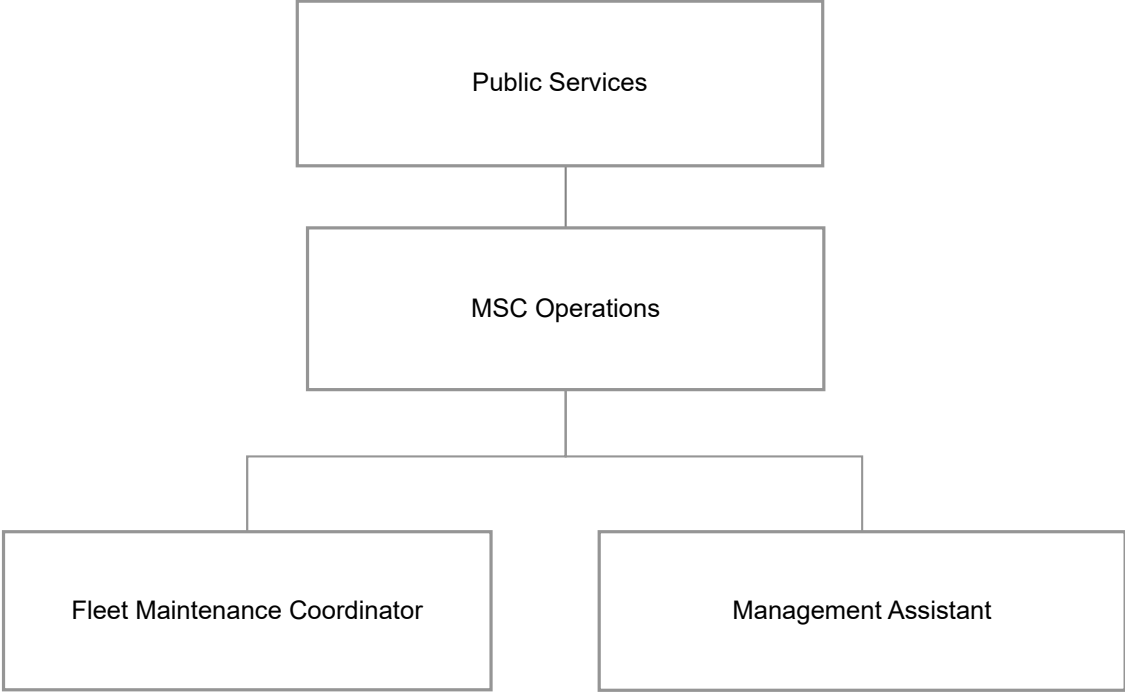 Public Services
MSC Operations
Fleet Maintenance Coordinator
Management Assistant